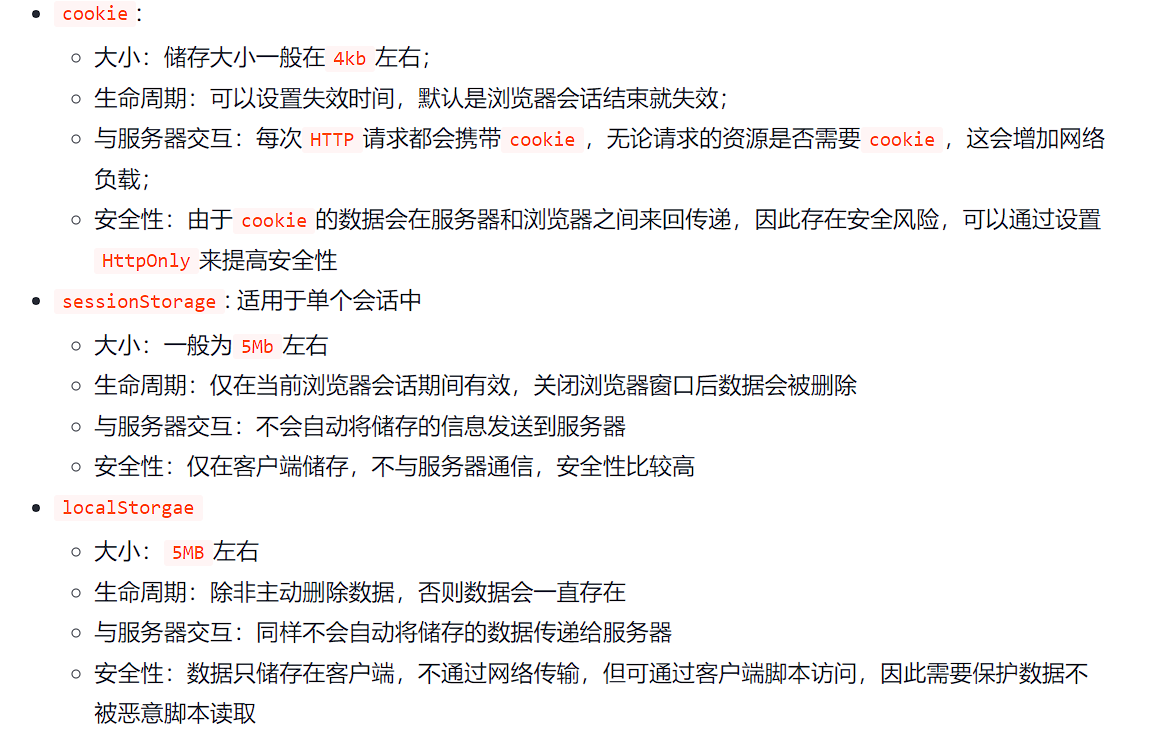 cookie：
大小：储存大小一般在 4kb 左右；
生命周期：可以设置失效时间，默认是浏览器会话结束就失效；
与服务器交互：每次 HTTP 请求都会携带 cookie ，无论请求的资源是否需要 cookie ，这会增加网络
负载；
安全性：由于 cookie 的数据会在服务器和浏览器之间来回传递，因此存在安全风险，可以通过设置
HttpOnly 来提高安全性
sessionStorage : 适用于单个会话中
大小：一般为 5Mb 左右
生命周期：仅在当前浏览器会话期间有效，关闭浏览器窗口后数据会被删除
与服务器交互：不会自动将储存的信息发送到服务器
安全性：仅在客户端储存，不与服务器通信，安全性比较高
localStorgae
大小： 5MB 左右
生命周期：除非主动删除数据，否则数据会一直存在
与服务器交互：同样不会自动将储存的数据传递给服务器
安全性：数据只储存在客户端，不通过网络传输，但可通过客户端脚本访问，因此需要保护数据不
被恶意脚本读取